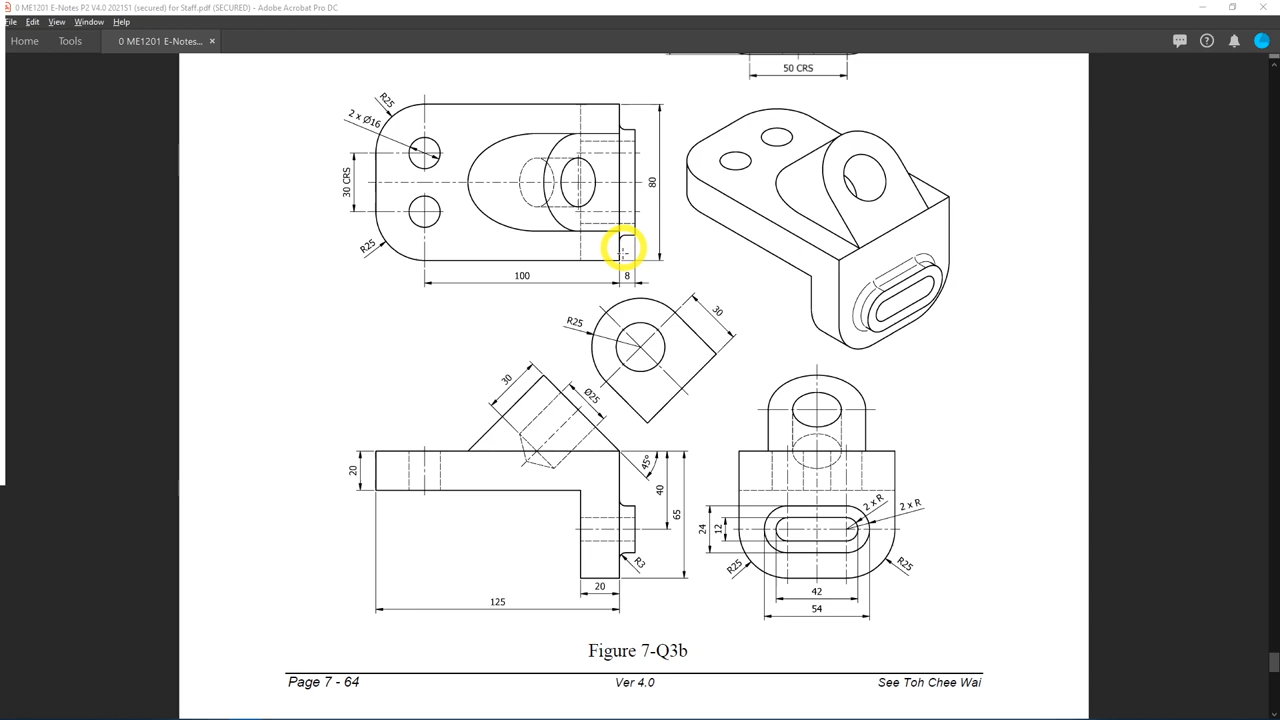 0 ME1201 E-Notes P2 V4.0 2021S1 (secured) for Staff.pdf (SECURED) - Adobe Acrobat Pro DC
File Edit View Window Help
Home Tools 0 ME1201 E-Notes... ×
50 CRS
R25
2 x Ø16
30 CRS
80
R25
100
8
R25
30
30
Ø25
45°
20
40
65
24
12
2 x R
2 x R
R3
R25
R25
20
42
125
54
Figure 7-Q3b
Page 7 - 64 Ver 4.0 See Toh Chee Wai